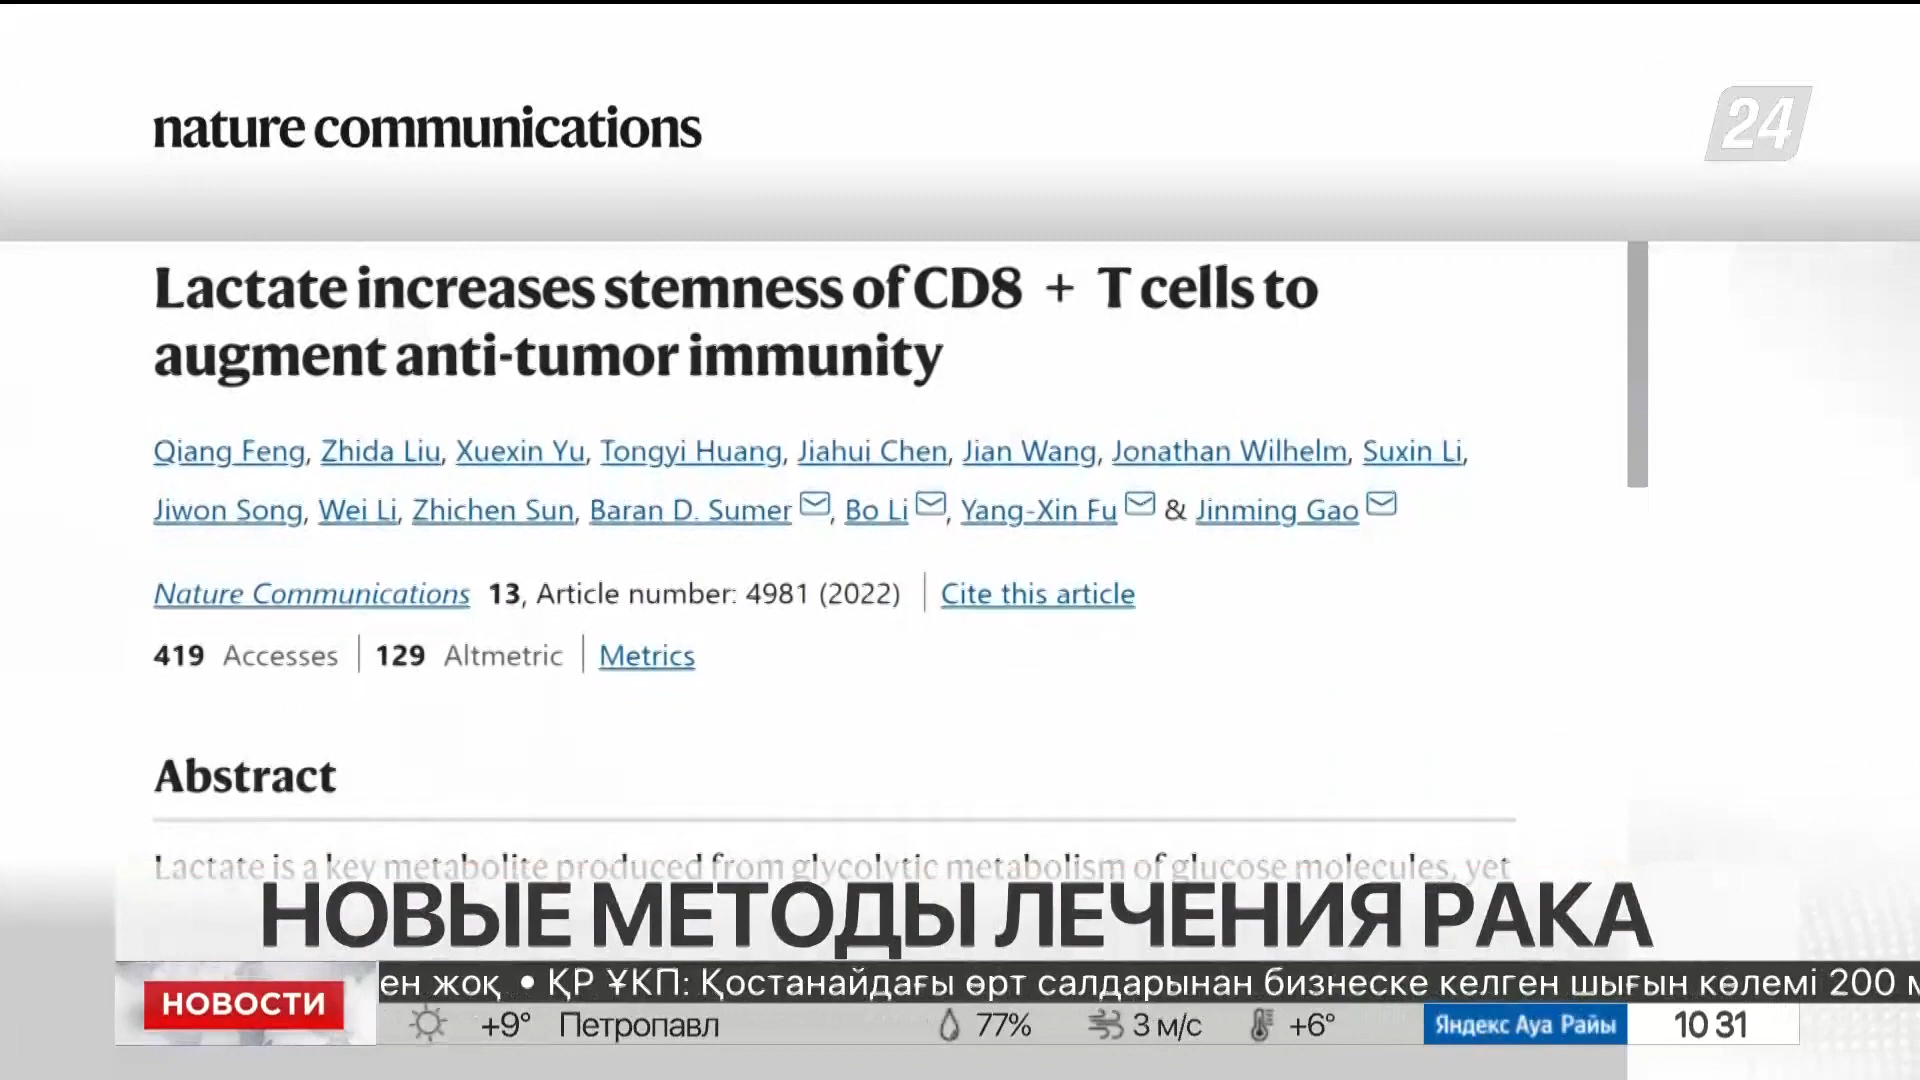 nature communications
24
Lactate increases stemness of CD8 + T cells to
augment anti-tumor immunity
Qiang Feng, Zhida Liu, Xuexin Yu, Tongyi Huang, Jiahui Chen, Jian Wang, Jonathan Wilhelm, Suxin Li,
Jiwon Song, Wei Li, Zhichen Sun, Baran D. Sumer, Bo Li, Yang-Xin Fu & Jinming Gao
Nature Communications 13, Article number: 4981 (2022) Cite this article
419 Accesses 129 Altmetric Metrics
Abstract
Lactate is a key metabolite produced from glycolytic metabolism of glucose molecules, yet
НОВЫЕ МЕТОДЫ ЛЕЧЕНИЯ РАКА
ен жоқ • ҚР ҰКП: Қостанайдағы өрт салдарынан бизнеске келген шығын көлемі 200 м
НОВОСТИ
+9° Петропавл 77% 3 м/с +6° Яндекс Ауа Райы 10 31